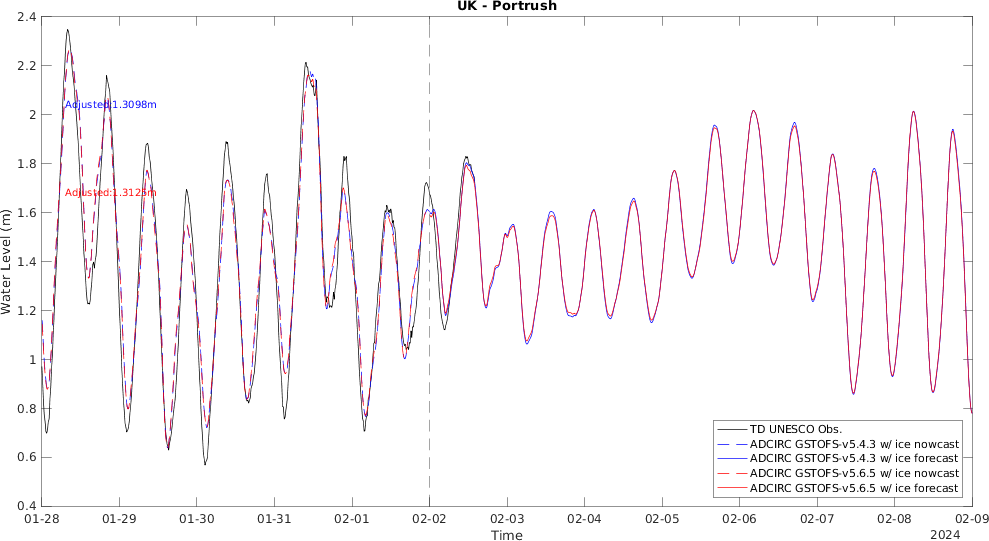 UK - Portrush
2.4
2.2
2
1.8
1.6
1.4
1.2
1
0.8
0.6
0.4
Water Level (m)
Adjusted:1.3098m
Adjusted:1.3125m
TD UNESCO Obs.
ADCIRC GSTOFS-v5.4.3 w/ ice nowcast
ADCIRC GSTOFS-v5.4.3 w/ ice forecast
ADCIRC GSTOFS-v5.6.5 w/ ice nowcast
ADCIRC GSTOFS-v5.6.5 w/ ice forecast
01-28 01-29 01-30 01-31 02-01 02-02 02-03 02-04 02-05 02-06 02-07 02-08 02-09
Time
2024